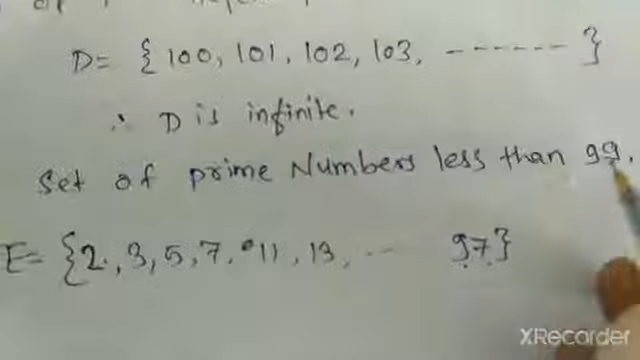 D = { 100, 101, 102, 103, ------- }
∴ D is infinite.
set of prime Numbers less than 99.
E = {2, 3, 5, 7, 11, 13, ... 97}
XRecorder